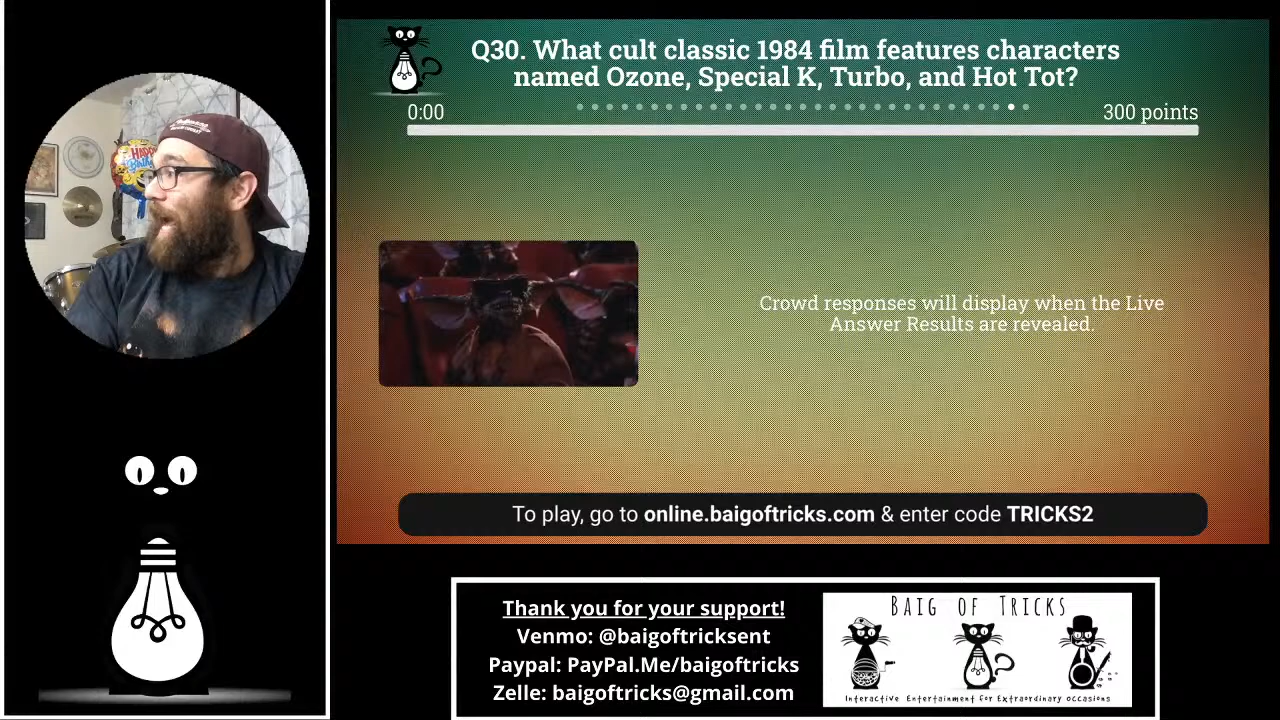 Q30. What cult classic 1984 film features characters
named Ozone, Special K, Turbo, and Hot Tot?
0:00
300 points
Crowd responses will display when the Live
Answer Results are revealed.
To play, go to online.baigoftricks.com & enter code TRICKS2
Thank you for your support!
Venmo: @baigoftricksent
Paypal: PayPal.Me/baigoftricks
Zelle: baigoftricks@gmail.com
BAIG OF TRICKS
Interactive Entertainment for Extraordinary occasions